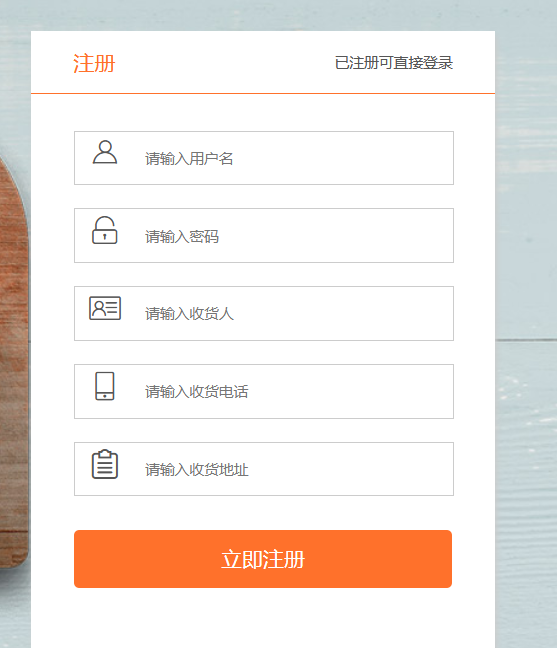 注册
已注册可直接登录
请输入用户名
请输入密码
请输入收货人
请输入收货电话
请输入收货地址
立即注册